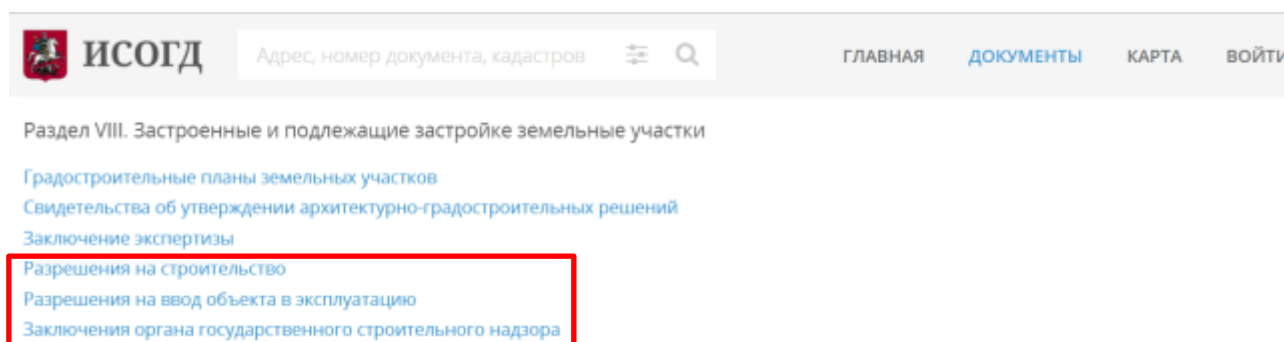 ИСОГД Адрес, номер документа, кадастров ГЛАВНАЯ ДОКУМЕНТЫ КАРТА ВОЙТИ
Раздел VIII. Застроенные и подлежащие застройке земельные участки
Градостроительные планы земельных участков
Свидетельства об утверждении архитектурно-градостроительных решений
Заключение экспертизы
Разрешения на строительство
Разрешения на ввод объекта в эксплуатацию
Заключения органа государственного строительного надзора